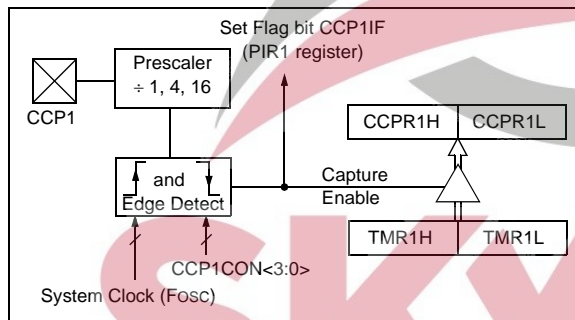 Set Flag bit CCP1IF
(PIR1 register)
Prescaler
÷ 1, 4, 16
CCP1
CCPR1H
CCPR1L
and
Edge Detect
Capture
Enable
TMR1H
TMR1L
CCP1CON<3:0>
System Clock (FOSC)